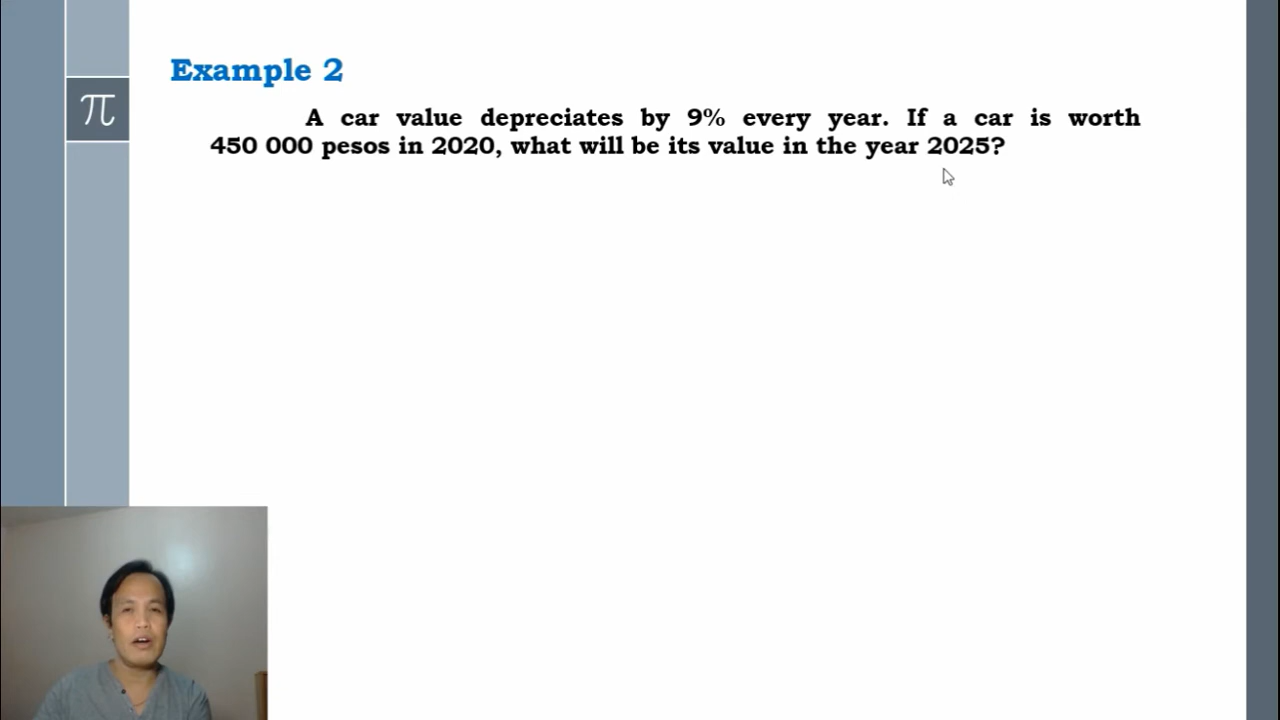 Example 2
π
A car value depreciates by 9% every year. If a car is worth
450 000 pesos in 2020, what will be its value in the year 2025?